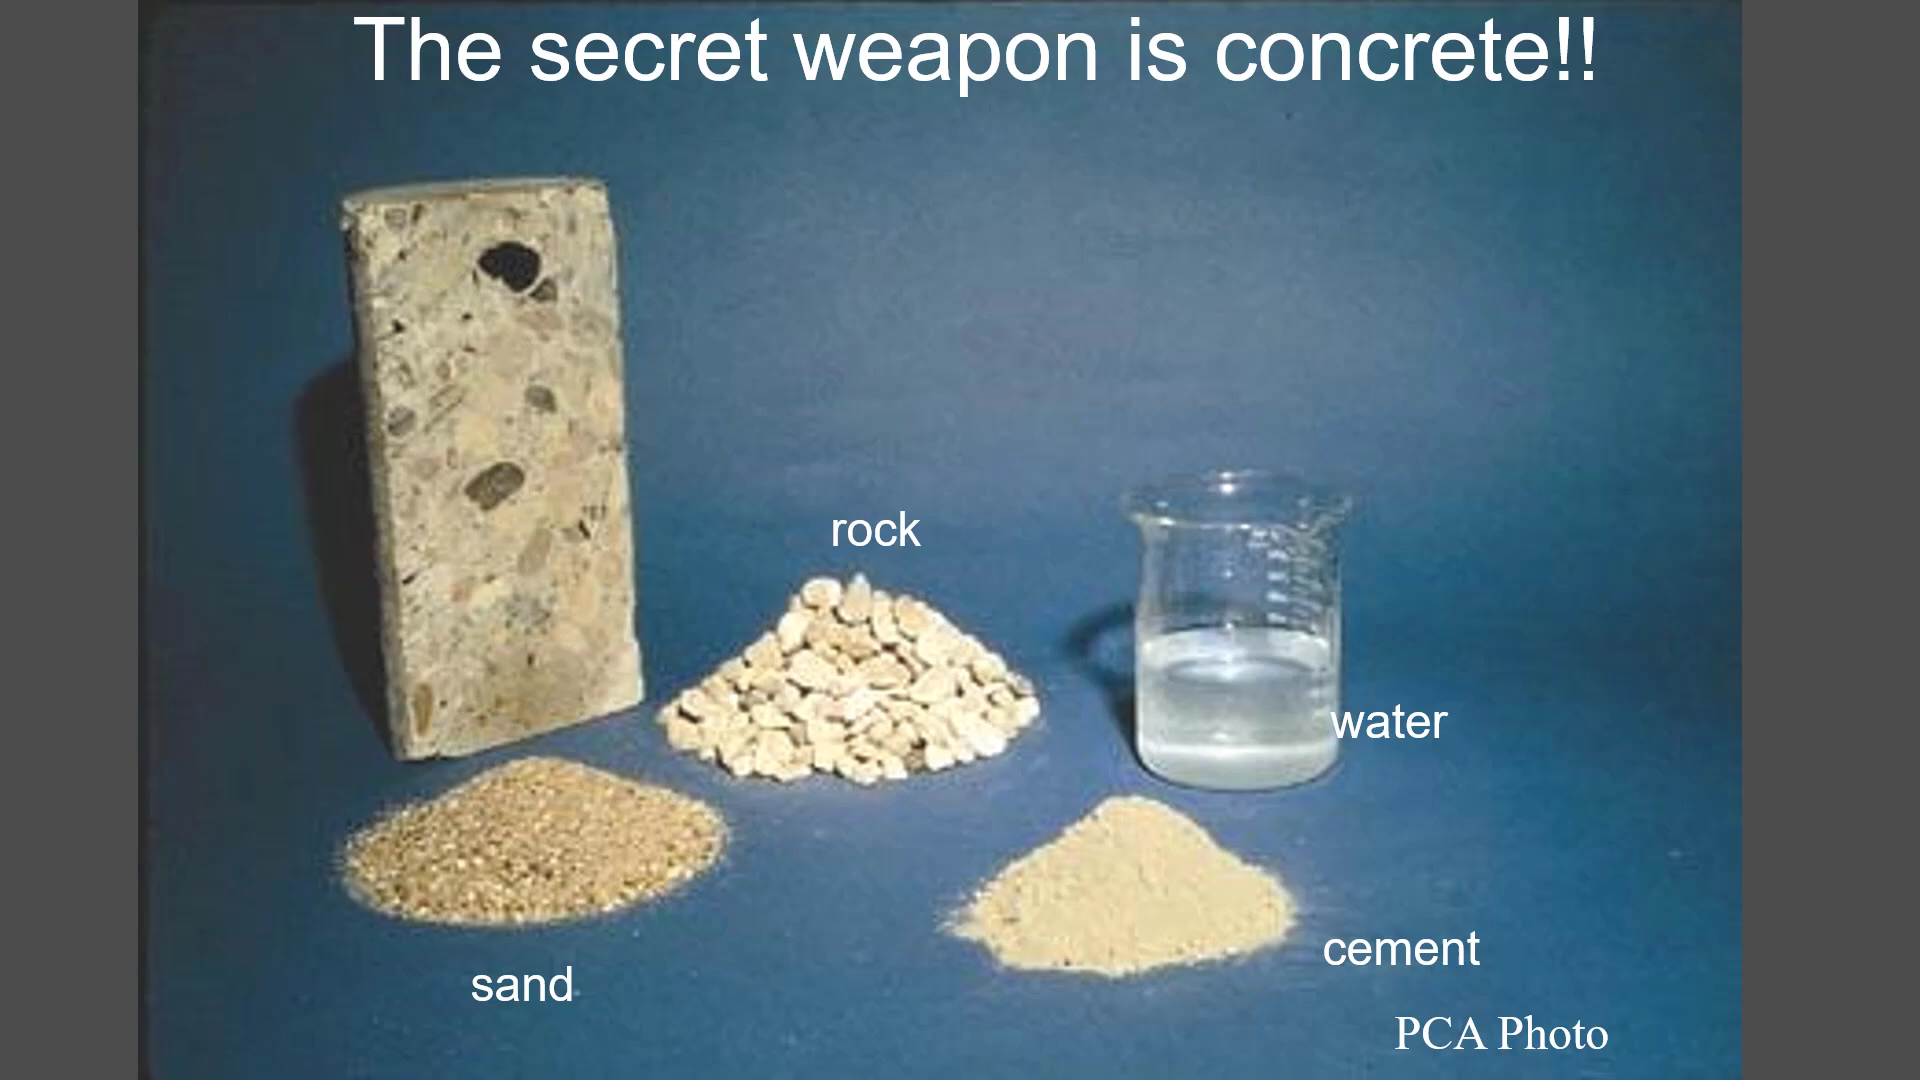 The secret weapon is concrete!!
rock
water
cement
sand
PCA Photo